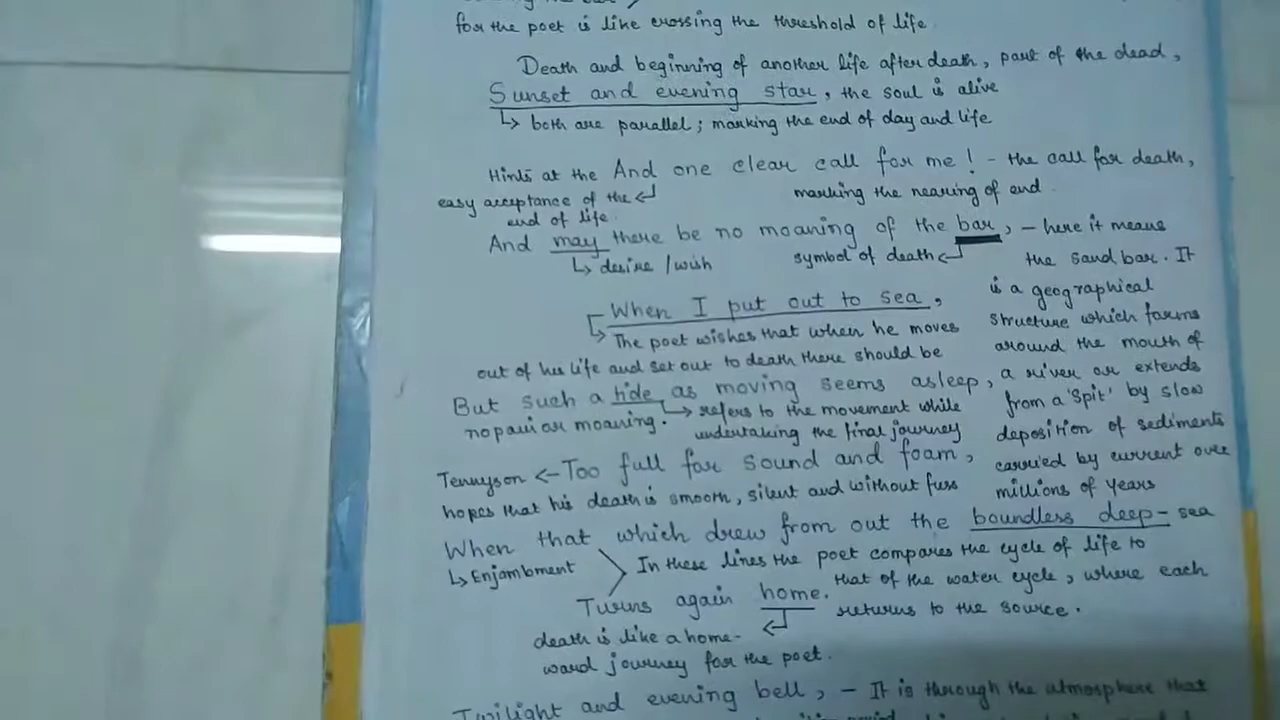 for the poet is like crossing the threshold of life.
Death and beginning of another life after death, part of the dead,
Sunset and evening star, the soul is alive
↳ both are parallel; marking the end of day and life
Hints at the And one clear call for me! - the call for death,
easy acceptance of the ↵ marking the nearing of end.
end of life.
And may there be no moaning of the bar, - here it means
↳ desire / wish symbol of death ↵ the sand bar. It
When I put out to sea, is a geographical
↳ The poet wishes that when he moves structure which forms
out of his life and set out to death there should be around the mouth of
But such a tide as moving seems asleep, a river or extends
no pain or moaning. ↳ refers to the movement while from a 'spit' by slow
undertaking the final journey deposition of sediments
Tennyson ← Too full for sound and foam, carried by current over
hopes that his death is smooth, silent and without fuss millions of years
When that which drew from out the boundless deep - sea
↳ Enjambment In these lines the poet compares the cycle of life to
Turns again home. that of the water cycle, where each
death is like a home- ↵ returns to the source.
ward journey for the poet.
Twilight and evening bell, - It is through the atmosphere that